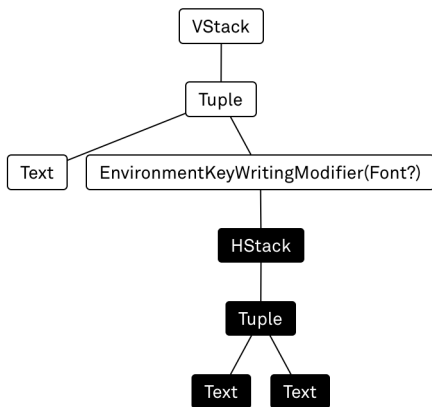 VStack
Tuple
Text
EnvironmentKeyWritingModifier(Font?)
HStack
Tuple
Text
Text